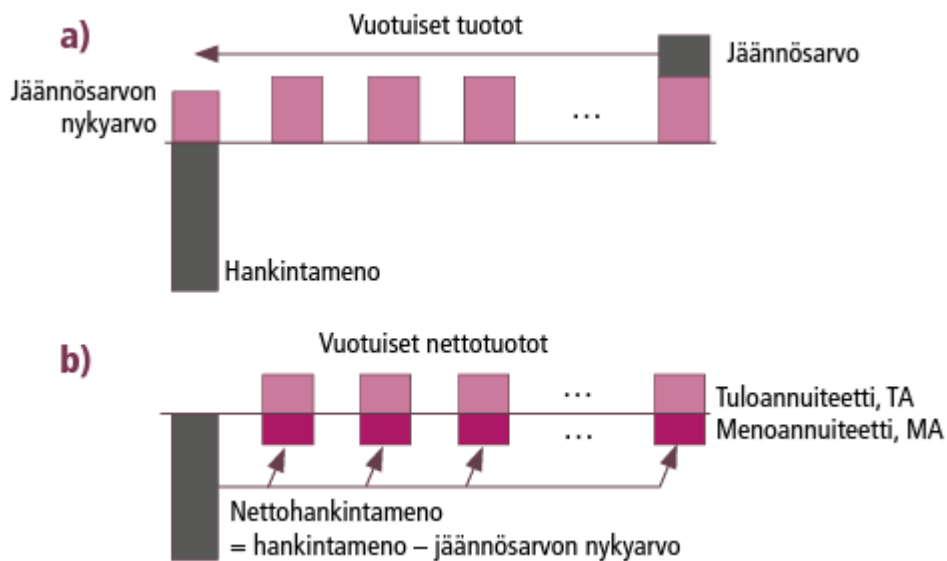 a)
Vuotuiset tuotot
Jäännösarvo
Jäännösarvon
nykyarvo
...
Hankintameno
b)
Vuotuiset nettotuotot
...
Tuloannuiteetti, TA
...
Menoannuiteetti, MA
Nettohankintameno
= hankintameno – jäännösarvon nykyarvo